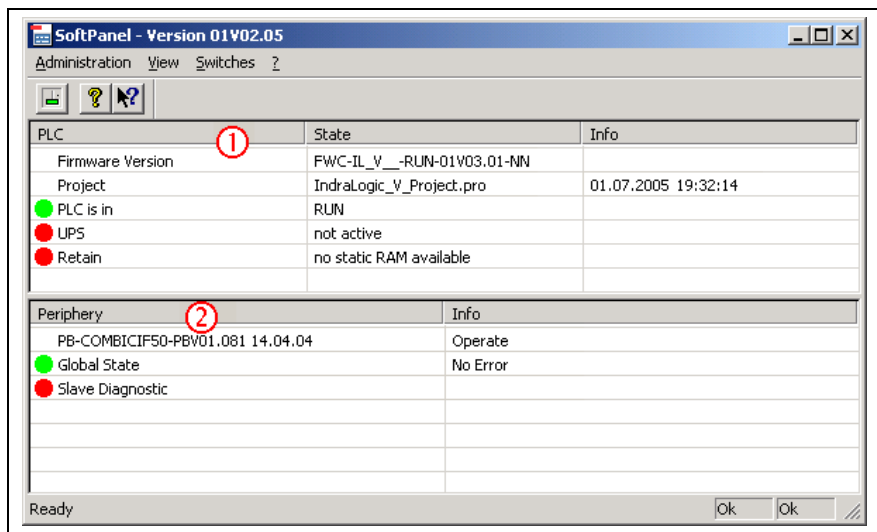 SoftPanel - Version 01V02.05
Administration View Switches ?
PLC ① State Info
Firmware Version FWC-IL_V__-RUN-01V03.01-NN
Project IndraLogic_V_Project.pro 01.07.2005 19:32:14
PLC is in RUN
UPS not active
Retain no static RAM available
Periphery ② Info
PB-COMBICIF50-PBV01.081 14.04.04 Operate
Global State No Error
Slave Diagnostic
Ready Ok Ok